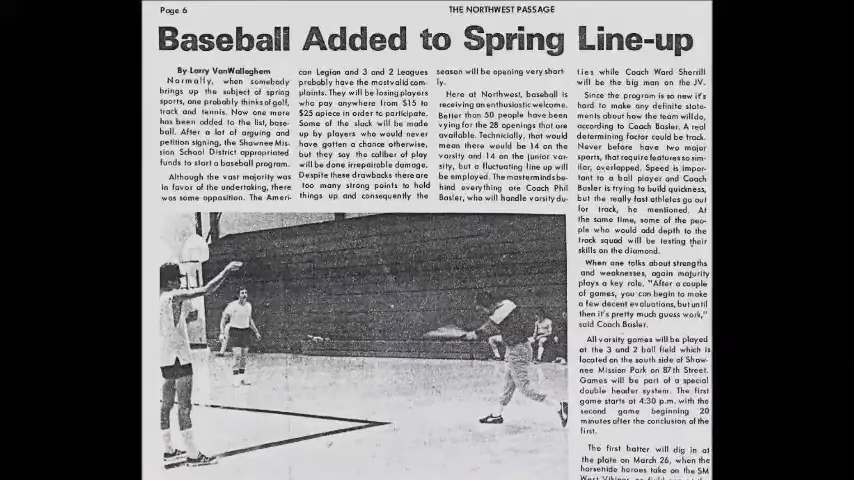 Page 6
THE NORTHWEST PASSAGE
Baseball Added to Spring Line-up
By Larry VanWalleghem
Normally, when somebody
brings up the subject of spring
sports, one probably thinks of golf,
track and tennis. Now one more
has been added to the list, base-
ball. After a lot of arguing and
petition signing, the Shawnee Mis-
sion School District appropriated
funds to start a baseball program.
Although the vast majority was
in favor of the undertaking, there
was some opposition. The Ameri-
can Legion and 3 and 2 Leagues
probably have the most valid com-
plaints. They will be losing players
who pay anywhere from $15 to
$25 apiece in order to participate.
Some of the slack will be made
up by players who would never
have gotten a chance otherwise,
but they say the caliber of play
will be done irrepairable damage.
Despite these drawbacks there are
too many strong points to hold
things up and consequently the
season will be opening very short-
ly.
Here at Northwest, baseball is
receiving an enthusiastic welcome.
Better than 50 people have been
vying for the 28 openings that are
available. Technically, that would
mean there would be 14 on the
varsity and 14 on the junior var-
sity, but a fluctuating line up will
be employed. The masterminds be-
hind everything are Coach Phil
Basler, who will handle varsity du-
ties while Coach Ward Sherrill
will be the big man on the JV.
Since the program is so new it's
hard to make any definite state-
ments about how the team will do,
according to Coach Basler. A real
determining factor could be track.
Never before have two major
sports, that require features so sim-
ilar, overlapped. Speed is impor-
tant to a ball player and Coach
Basler is trying to build quickness,
but the really fast athletes go out
for track, he mentioned. At
the same time, some of the peo-
ple who would add depth to the
track squad will be testing their
skills on the diamond.
When one talks about strengths
and weaknesses, again majurity
plays a key role. "After a couple
of games, you can begin to make
a few decent evaluations, but until
then it's pretty much guess work,"
said Coach Basler.
All varsity games will be played
at the 3 and 2 ball field which is
located on the south side of Shaw-
nee Mission Park on 87th Street.
Games will be part of a special
double header system. The first
game starts at 4:30 p.m. with the
second game beginning 20
minutes after the conclusion of the
first.
The first batter will dig in at
the plate on March 26, when the
horsehide heroes take on the SM